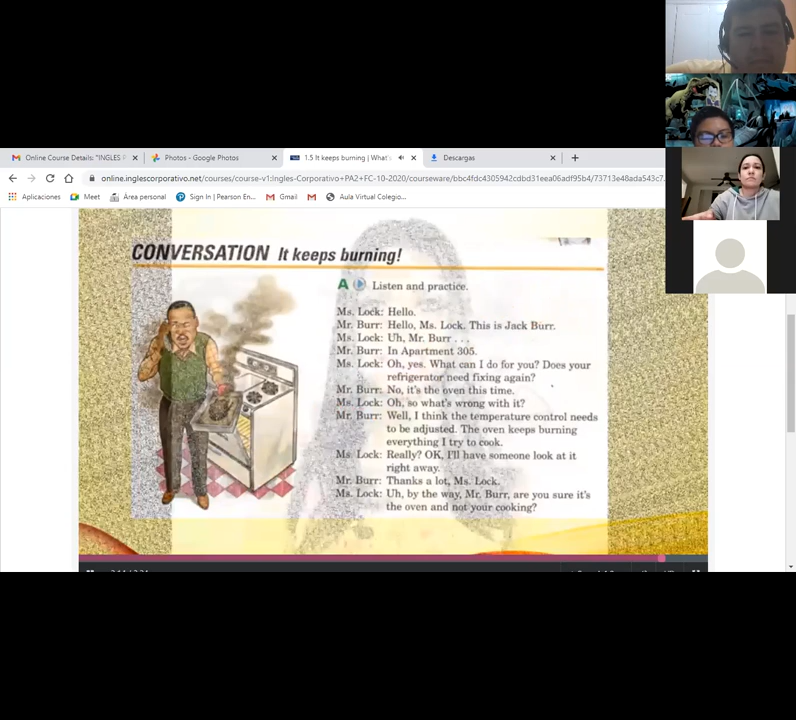 Online Course Details: "INGLES P
Photos - Google Photos
1.5 It keeps burning! | What's
Descargas
online.inglescorporativo.net/courses/course-v1:Ingles-Corporativo+PA2+FC-10-2020/courseware/bbc4fdc4305942cdbd31eea06adf95b4/73713e48ada543c7
Aplicaciones
Meet
Área personal
Sign In | Pearson En...
Gmail
Gmail
Aula Virtual Colegio...
CONVERSATION It keeps burning!
A Listen and practice.
Ms. Lock: Hello.
Mr. Burr: Hello, Ms. Lock. This is Jack Burr.
Ms. Lock: Uh, Mr. Burr . . .
Mr. Burr: In Apartment 305.
Ms. Lock: Oh, yes. What can I do for you? Does your
refrigerator need fixing again?
Mr. Burr: No, it's the oven this time.
Ms. Lock: Oh, so what's wrong with it?
Mr. Burr: Well, I think the temperature control needs
to be adjusted. The oven keeps burning
everything I try to cook.
Ms. Lock: Really? OK, I'll have someone look at it
right away.
Mr. Burr: Thanks a lot, Ms. Lock.
Ms. Lock: Uh, by the way, Mr. Burr, are you sure it's
the oven and not your cooking?